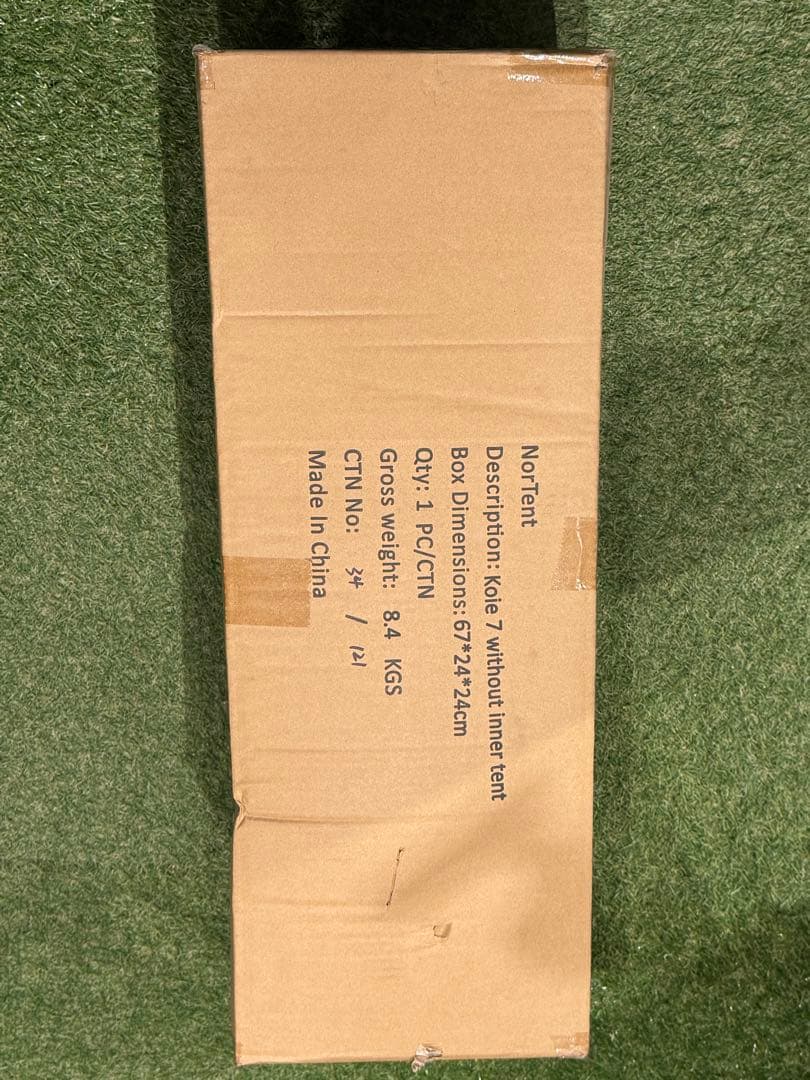 NorTent
Description: Koie 7 without inner tent
Box Dimensions: 67*24*24cm
Qty: 1 PC/CTN
Gross weight: 8.4 KGS
CTN No: 34 / 121
Made In China